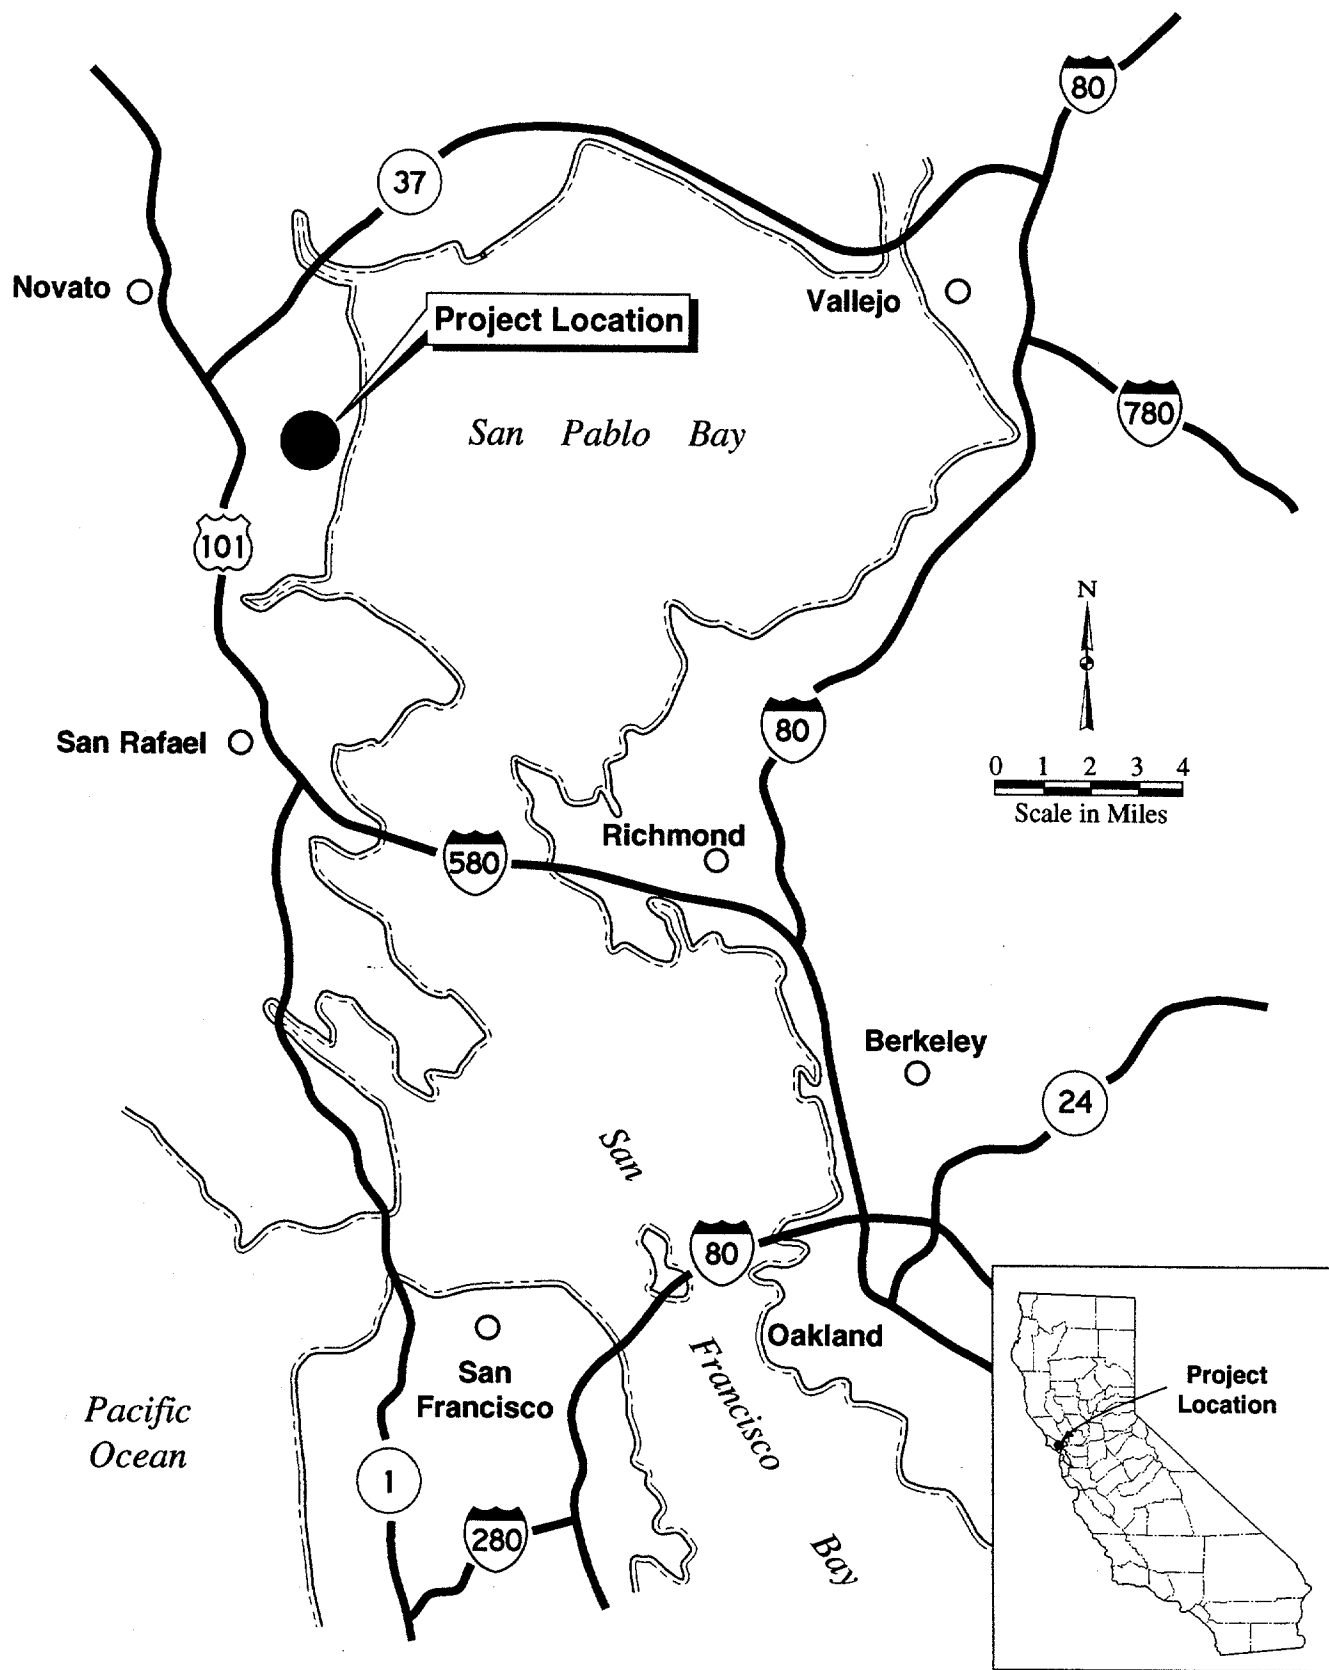 80
37
Novato
Vallejo
Project Location
780
San Pablo Bay
101
N
80
San Rafael
0 1 2 3 4
Scale in Miles
Richmond
580
Berkeley
24
San
80
Francisco
Bay
Oakland
San
Francisco
Pacific
Ocean
1
280
Project
Location